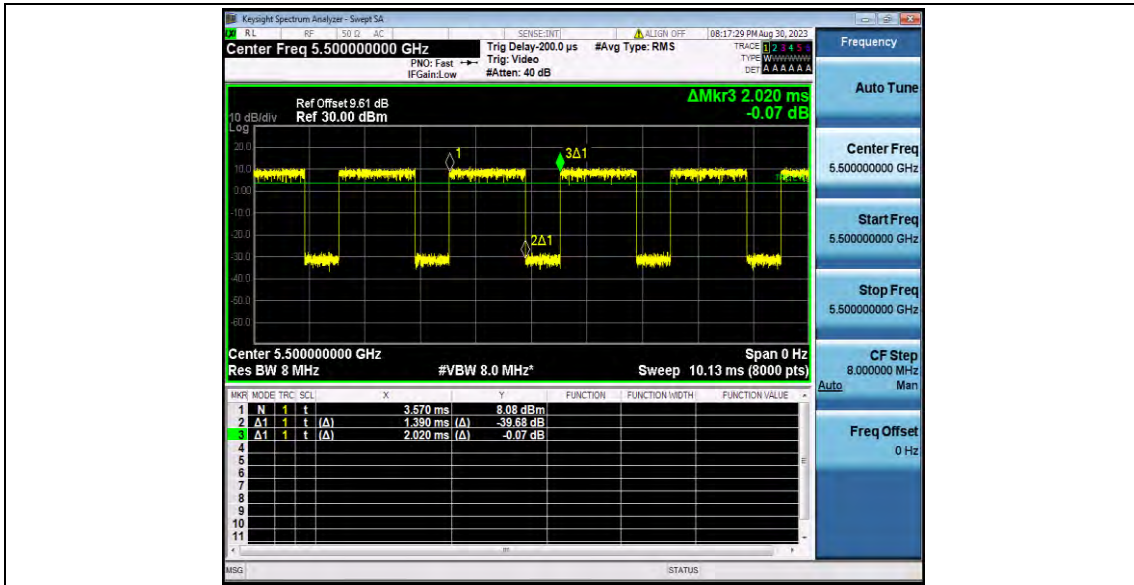 Keysight Spectrum Analyzer - Swept SA
RL RF 50 Ω AC SENSE:INT ALIGN OFF 08:17:29 PM Aug 30, 2023
Center Freq 5.500000000 GHz
Trig Delay-200.0 µs #Avg Type: RMS
TRACE 1 2 3 4 5 6
PNO: Fast Trig: Video
TYPE
IFGain:Low #Atten: 40 dB
DET A A A A A A
Frequency
Auto Tune
Center Freq
5.500000000 GHz
Start Freq
5.500000000 GHz
Stop Freq
5.500000000 GHz
CF Step
8.000000 MHz
Auto Man
Freq Offset
0 Hz
ΔMkr3 2.020 ms
-0.07 dB
Ref Offset 9.61 dB
10 dB/div Ref 30.00 dBm
Log
20.0
10.0
0.00
-10.0
-20.0
-30.0
-40.0
-50.0
-60.0
1
3Δ1
2Δ1
Center 5.500000000 GHz Span 0 Hz
Res BW 8 MHz #VBW 8.0 MHz* Sweep 10.13 ms (8000 pts)
MKR MODE TRC SCL X Y FUNCTION FUNCTION WIDTH FUNCTION VALUE
1 N 1 t 3.570 ms 8.08 dBm
2 Δ1 1 t (Δ) 1.390 ms (Δ) -39.68 dB
3 Δ1 1 t (Δ) 2.020 ms (Δ) -0.07 dB
4
5
6
7
8
9
10
11
MSG STATUS